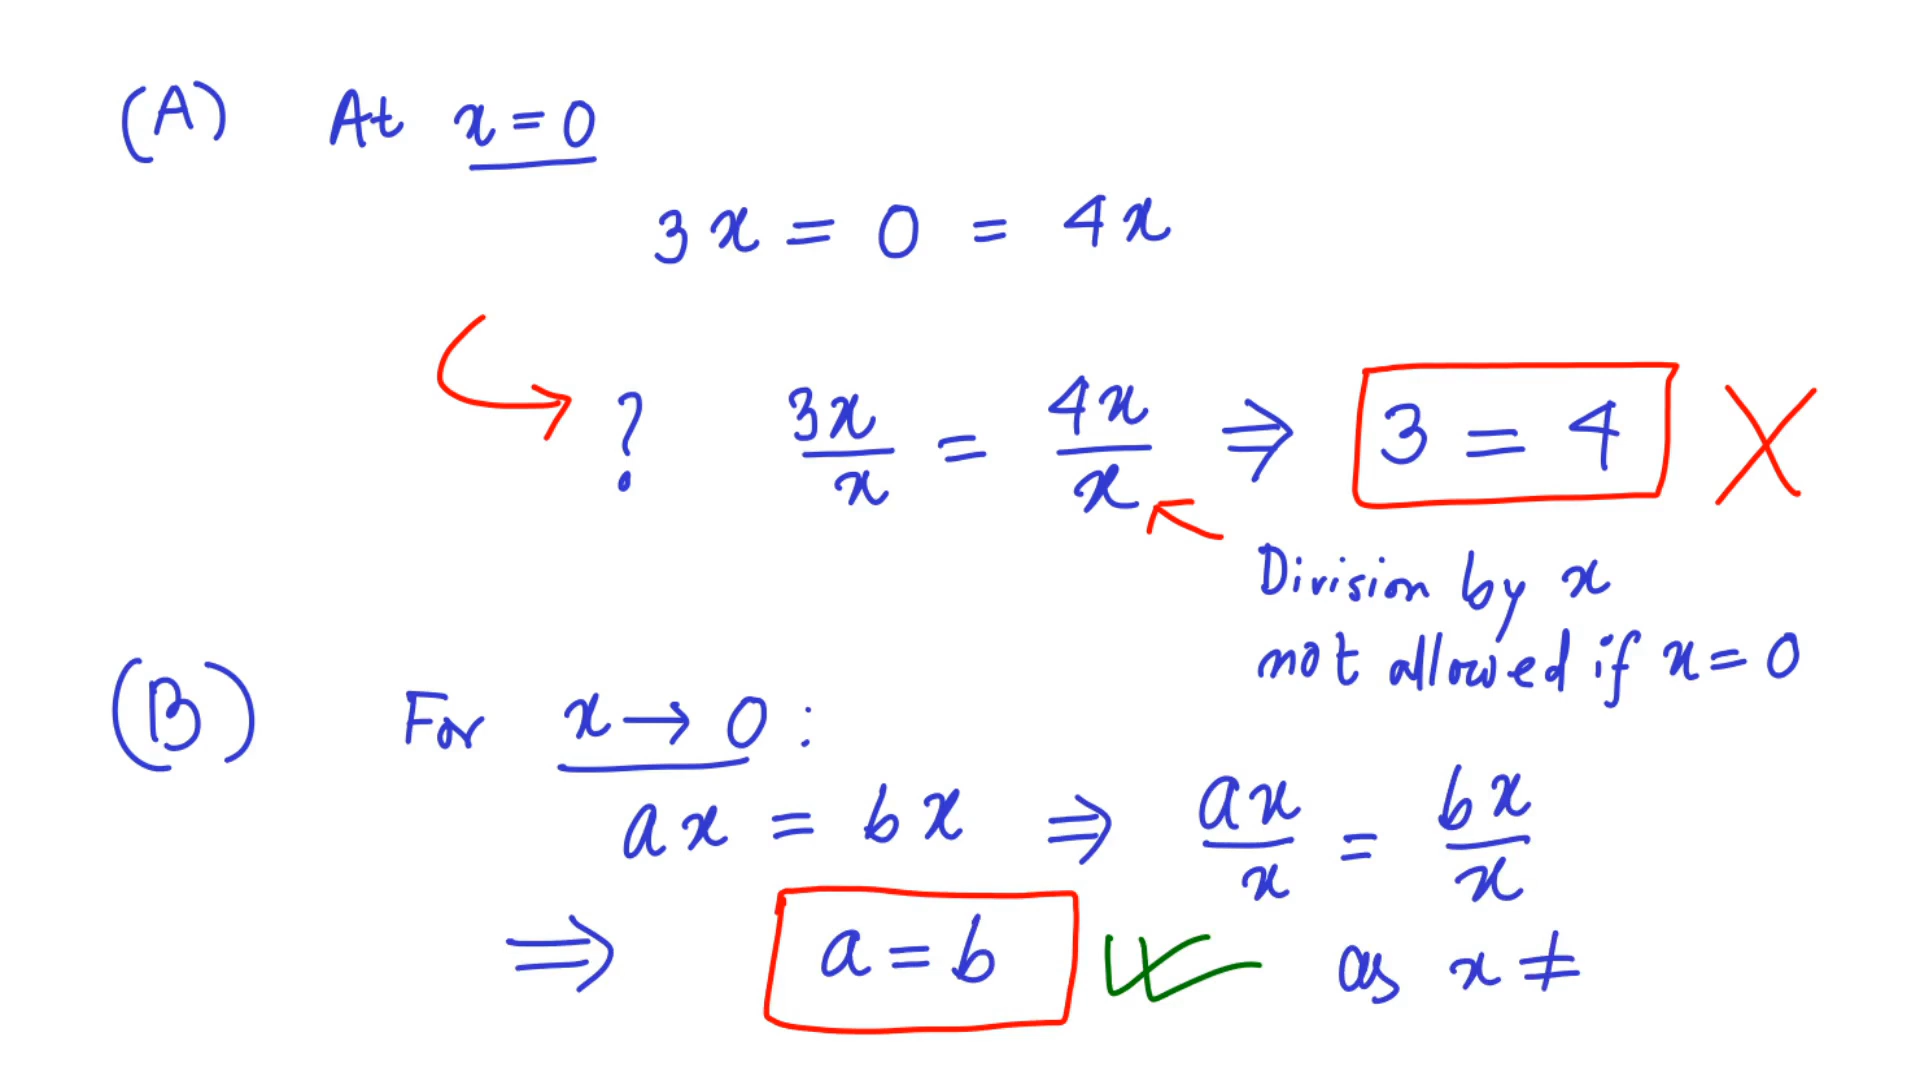 (A) At x = 0
3x = 0 = 4x
? 3x/x = 4x/x ⇒ 3 = 4
Division by x
not allowed if x = 0
(B) For x → 0 :
ax = bx ⇒ ax/x = bx/x
⇒ a = b as x ≠